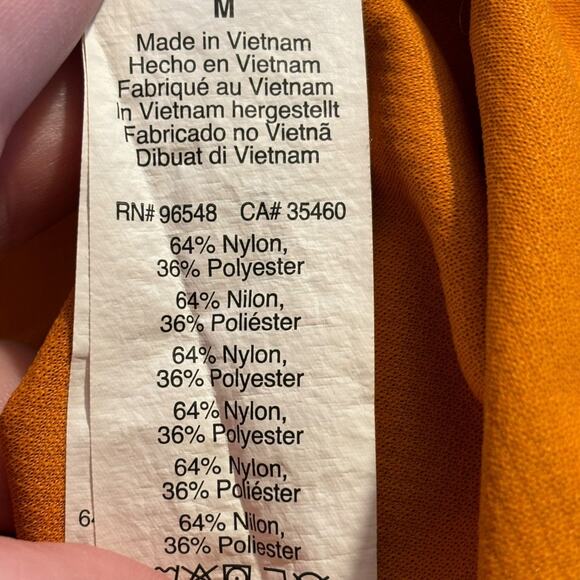 M
Made in Vietnam
Hecho en Vietnam
Fabriqué au Vietnam
In Vietnam hergestellt
Fabricado no Vietnã
Dibuat di Vietnam
RN# 96548 CA# 35460
64% Nylon,
36% Polyester
64% Nilon,
36% Poliéster
64% Nylon,
36% Polyester
64% Nylon,
36% Polyester
64% Nylon,
36% Poliéster
64% Nilon,
36% Poliester